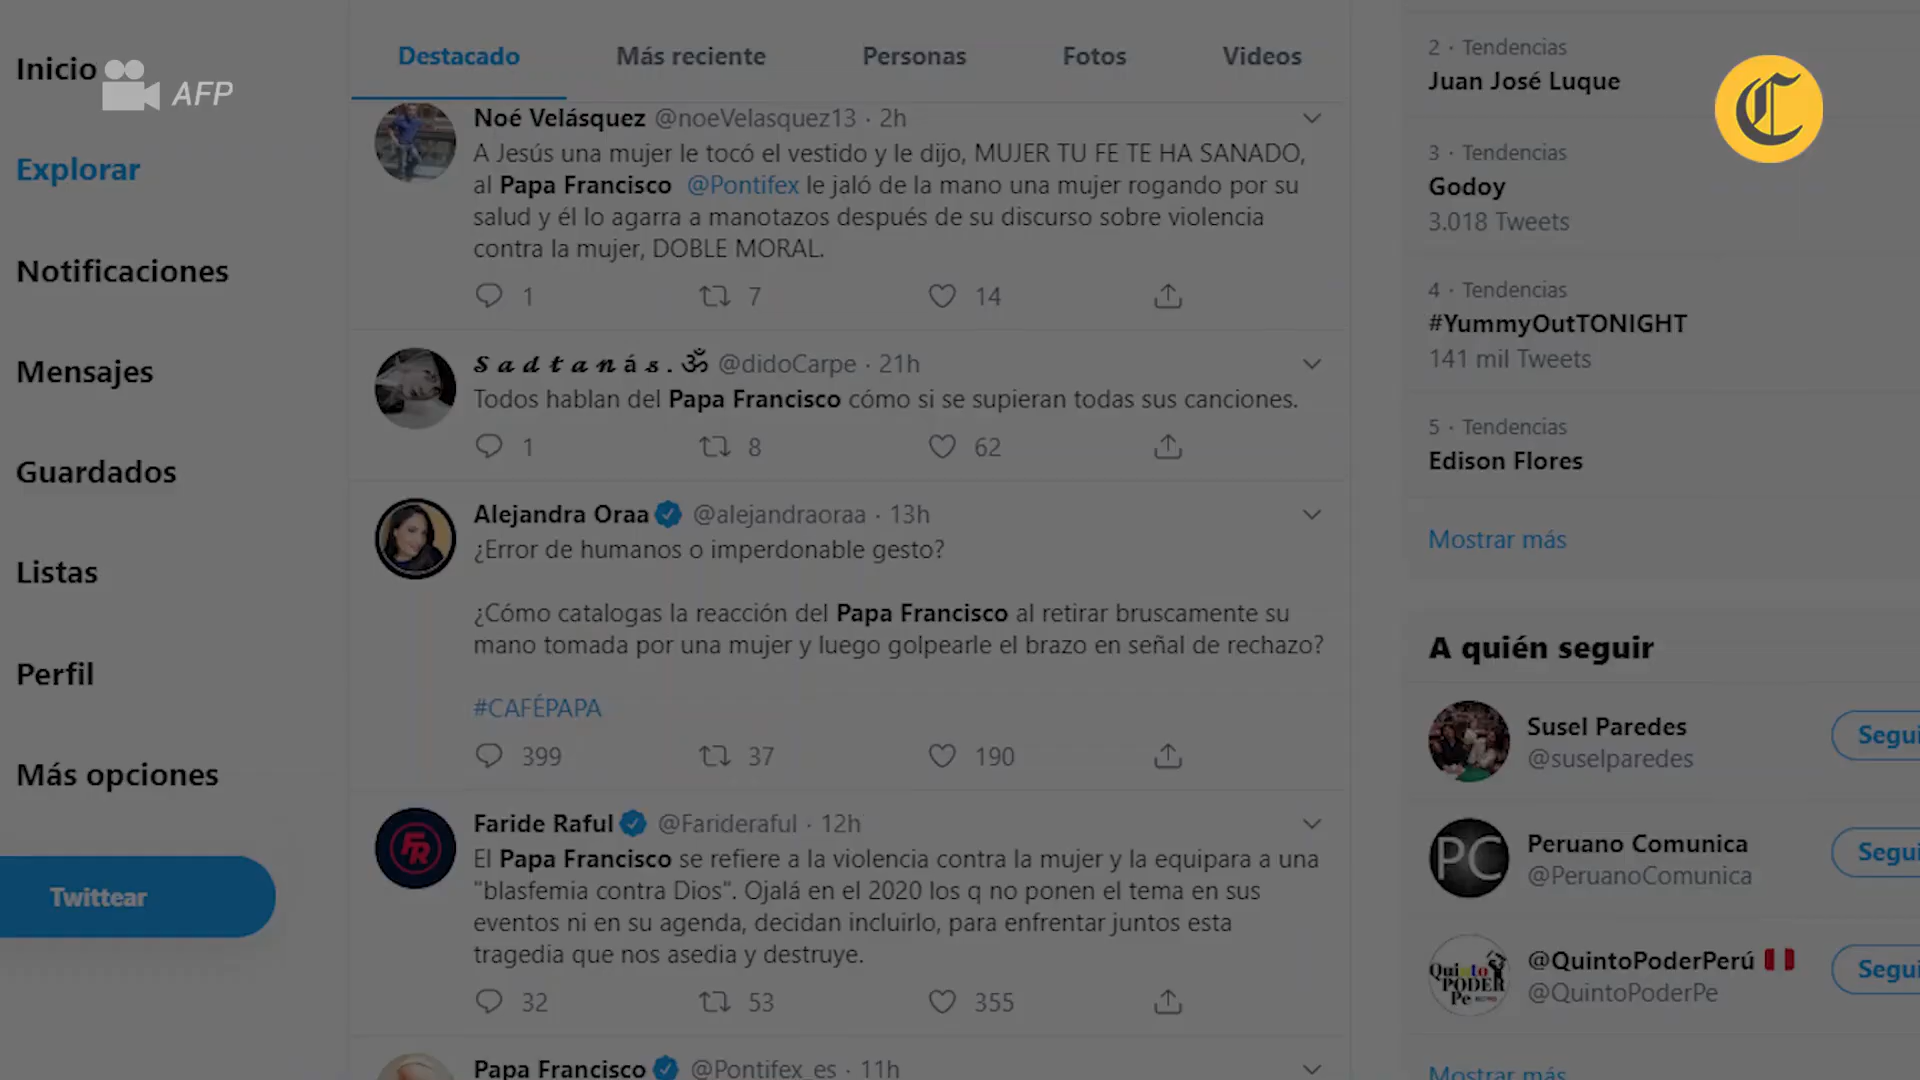 Inicio
AFP
Explorar
Notificaciones
Mensajes
Guardados
Listas
Perfil
Más opciones
Twittear
Destacado Más reciente Personas Fotos Videos
Noé Velásquez @noeVelasquez13 · 2h
A Jesús una mujer le tocó el vestido y le dijo, MUJER TU FE TE HA SANADO,
al Papa Francisco @Pontifex le jaló de la mano una mujer rogando por su
salud y él lo agarra a manotazos después de su discurso sobre violencia
contra la mujer, DOBLE MORAL.
1 7 14
𝓢𝓪𝓭𝓽𝓪𝓷á𝓼.ॐ @didoCarpe · 21h
Todos hablan del Papa Francisco cómo si se supieran todas sus canciones.
1 8 62
Alejandra Oraa @alejandraoraa · 13h
¿Error de humanos o imperdonable gesto?
¿Cómo catalogas la reacción del Papa Francisco al retirar bruscamente su
mano tomada por una mujer y luego golpearle el brazo en señal de rechazo?
#CAFÉPAPA
399 37 190
FR
Faride Raful @Farideraful · 12h
El Papa Francisco se refiere a la violencia contra la mujer y la equipara a una
"blasfemia contra Dios". Ojalá en el 2020 los q no ponen el tema en sus
eventos ni en su agenda, decidan incluirlo, para enfrentar juntos esta
tragedia que nos asedia y destruye.
32 53 355
Papa Francisco @Pontifex_es · 11h
2 · Tendencias
Juan José Luque
C
3 · Tendencias
Godoy
3.018 Tweets
4 · Tendencias
#YummyOutTONIGHT
141 mil Tweets
5 · Tendencias
Edison Flores
Mostrar más
A quién seguir
Susel Paredes
@suselparedes
Segui
PC
Peruano Comunica
@PeruanoComunica
Segui
Quinto
PODER
Pe
@QuintoPoderPerú 🇵🇪
@QuintoPoderPe
Segui
Mostrar más